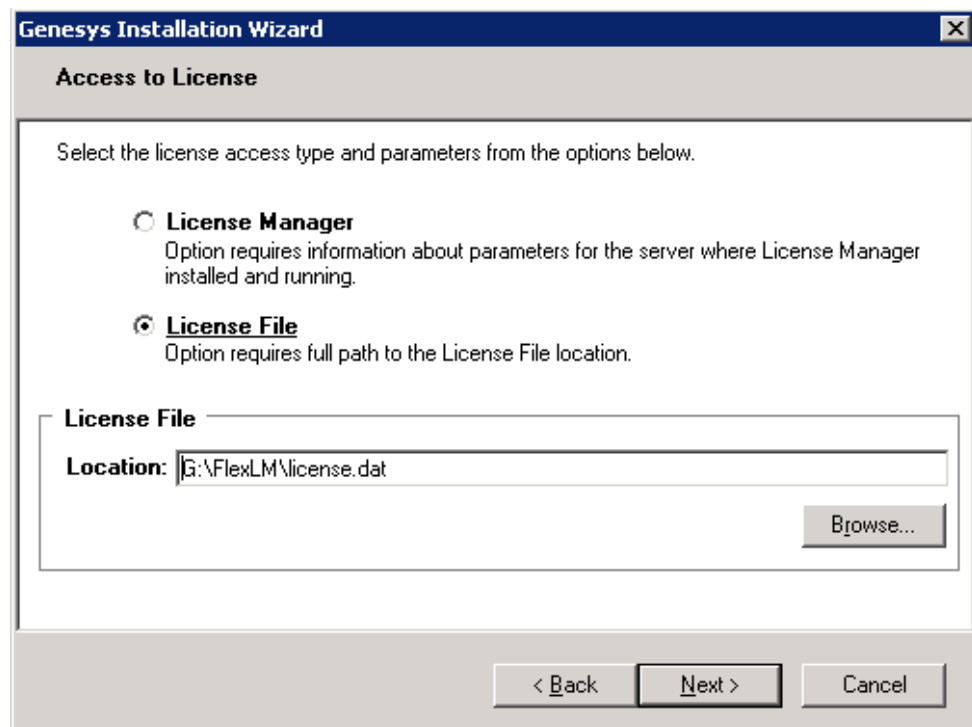 Genesys Installation Wizard
Access to License
Select the license access type and parameters from the options below.
License Manager
Option requires information about parameters for the server where License Manager
installed and running.
License File
Option requires full path to the License File location.
License File
Location: G:\FlexLM\license.dat
Browse...
< Back Next > Cancel